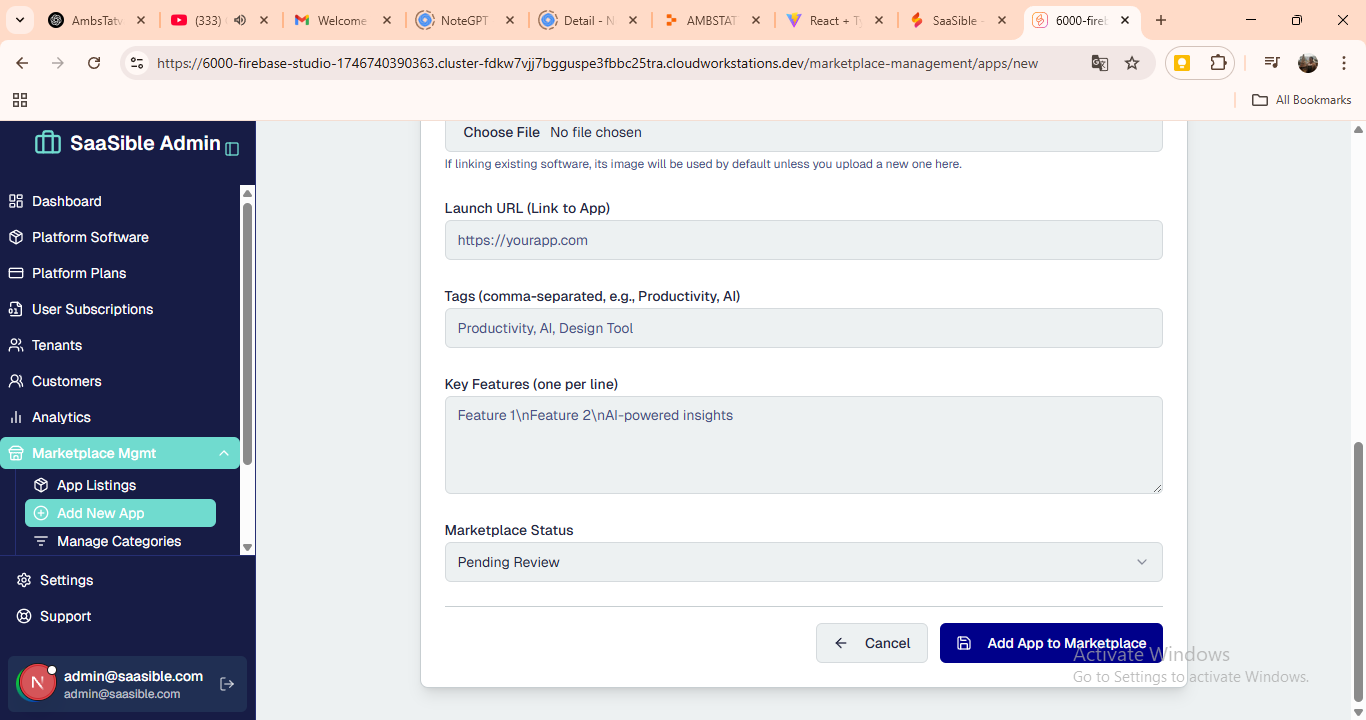 AmbsTatv
(333)
Welcome
NoteGPT
Detail - N
AMBSTAT
React + Ty
SaaSible -
6000-fireb
https://6000-firebase-studio-1746740390363.cluster-fdkw7vjj7bgguspe3fbbc25tra.cloudworkstations.dev/marketplace-management/apps/new
All Bookmarks
SaaSible Admin
Dashboard
Platform Software
Platform Plans
User Subscriptions
Tenants
Customers
Analytics
Marketplace Mgmt
App Listings
Add New App
Manage Categories
Settings
Support
N
admin@saasible.com
admin@saasible.com
Choose File No file chosen
If linking existing software, its image will be used by default unless you upload a new one here.
Launch URL (Link to App)
https://yourapp.com
Tags (comma-separated, e.g., Productivity, AI)
Productivity, AI, Design Tool
Key Features (one per line)
Feature 1\nFeature 2\nAI-powered insights
Marketplace Status
Pending Review
Cancel
Add App to Marketplace
Activate Windows
Go to Settings to activate Windows.